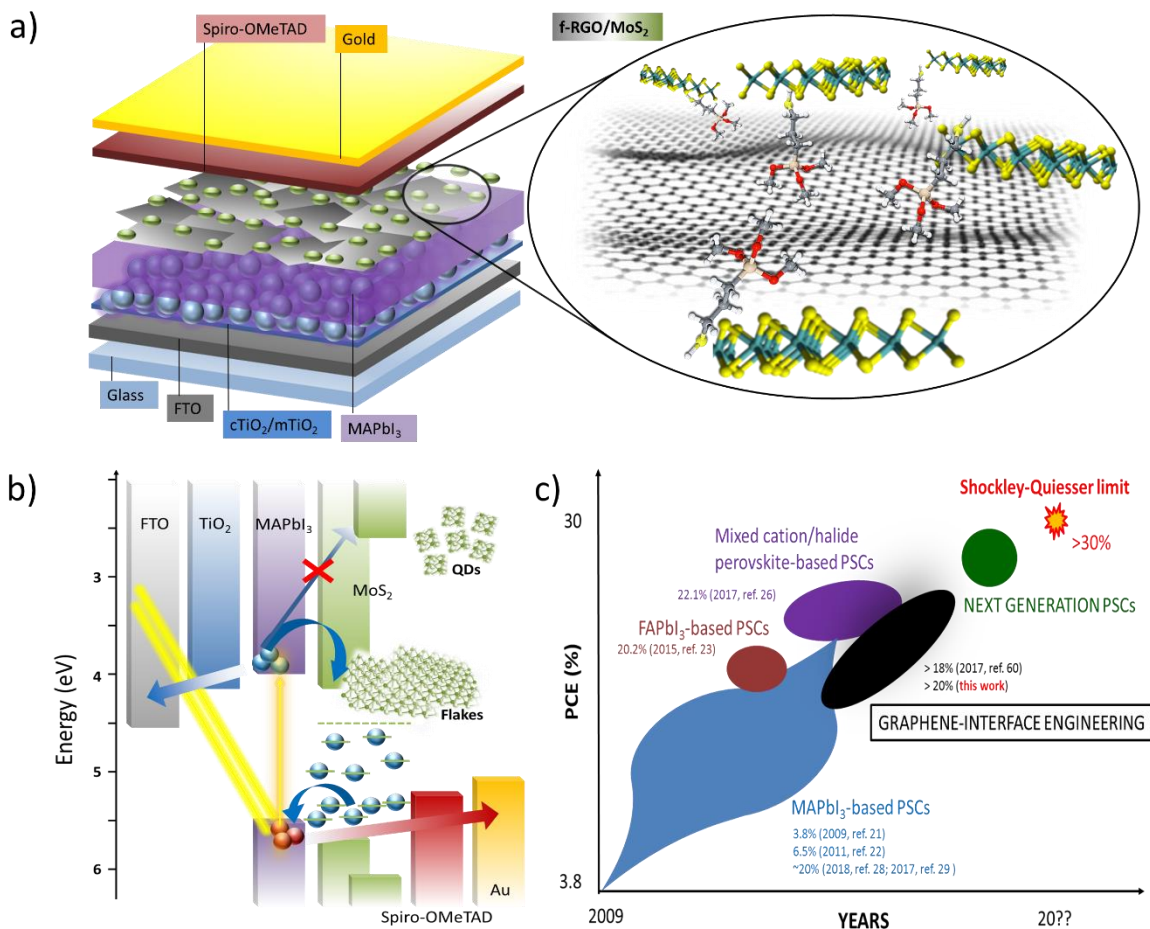 a)
Spiro-OMeTAD
Gold
f-RGO/MoS₂
Glass
FTO
cTiO₂/mTiO₂
MAPbI₃
b)
Energy (eV)
3
4
5
6
FTO
TiO₂
MAPbI₃
MoS₂
QDs
Flakes
Au
Spiro-OMeTAD
c)
PCE (%)
30
3.8
Shockley-Quiesser limit
>30%
Mixed cation/halide
perovskite-based PSCs
22.1% (2017, ref. 26)
NEXT GENERATION PSCs
FAPbI₃-based PSCs
20.2% (2015, ref. 23)
> 18% (2017, ref. 60)
> 20% (this work)
GRAPHENE-INTERFACE ENGINEERING
MAPbI₃-based PSCs
3.8% (2009, ref. 21)
6.5% (2011, ref. 22)
~20% (2018, ref. 28; 2017, ref. 29 )
2009
YEARS
20??